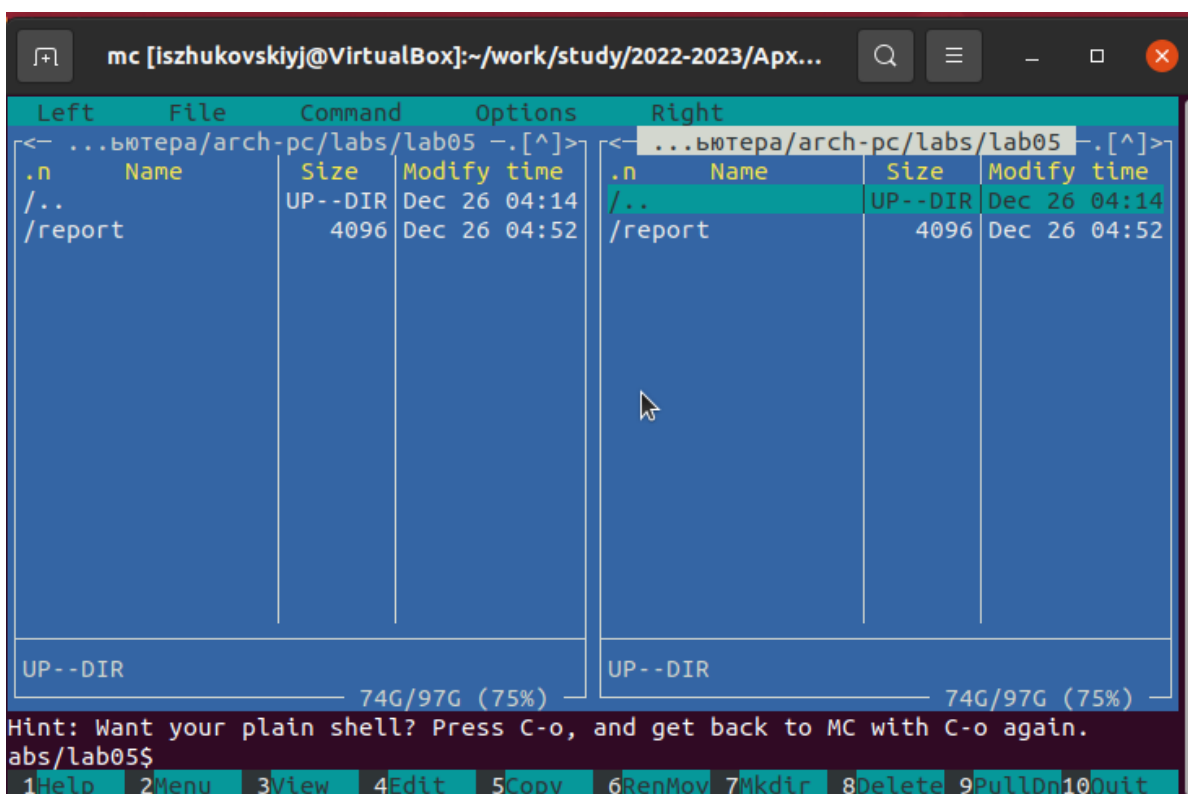 mc [iszhukovskiyj@VirtualBox]:~/work/study/2022-2023/Арх...
Left File Command Options Right
<─ ...ьютера/arch-pc/labs/lab05 ─.[^]>
.n Name Size Modify time
/.. UP--DIR Dec 26 04:14
/report 4096 Dec 26 04:52
UP--DIR
74G/97G (75%)
<─ ...ьютера/arch-pc/labs/lab05 ─.[^]>
.n Name Size Modify time
/.. UP--DIR Dec 26 04:14
/report 4096 Dec 26 04:52
UP--DIR
74G/97G (75%)
Hint: Want your plain shell? Press C-o, and get back to MC with C-o again.
abs/lab05$
1Help 2Menu 3View 4Edit 5Copy 6RenMov 7Mkdir 8Delete 9PullDn 10Quit